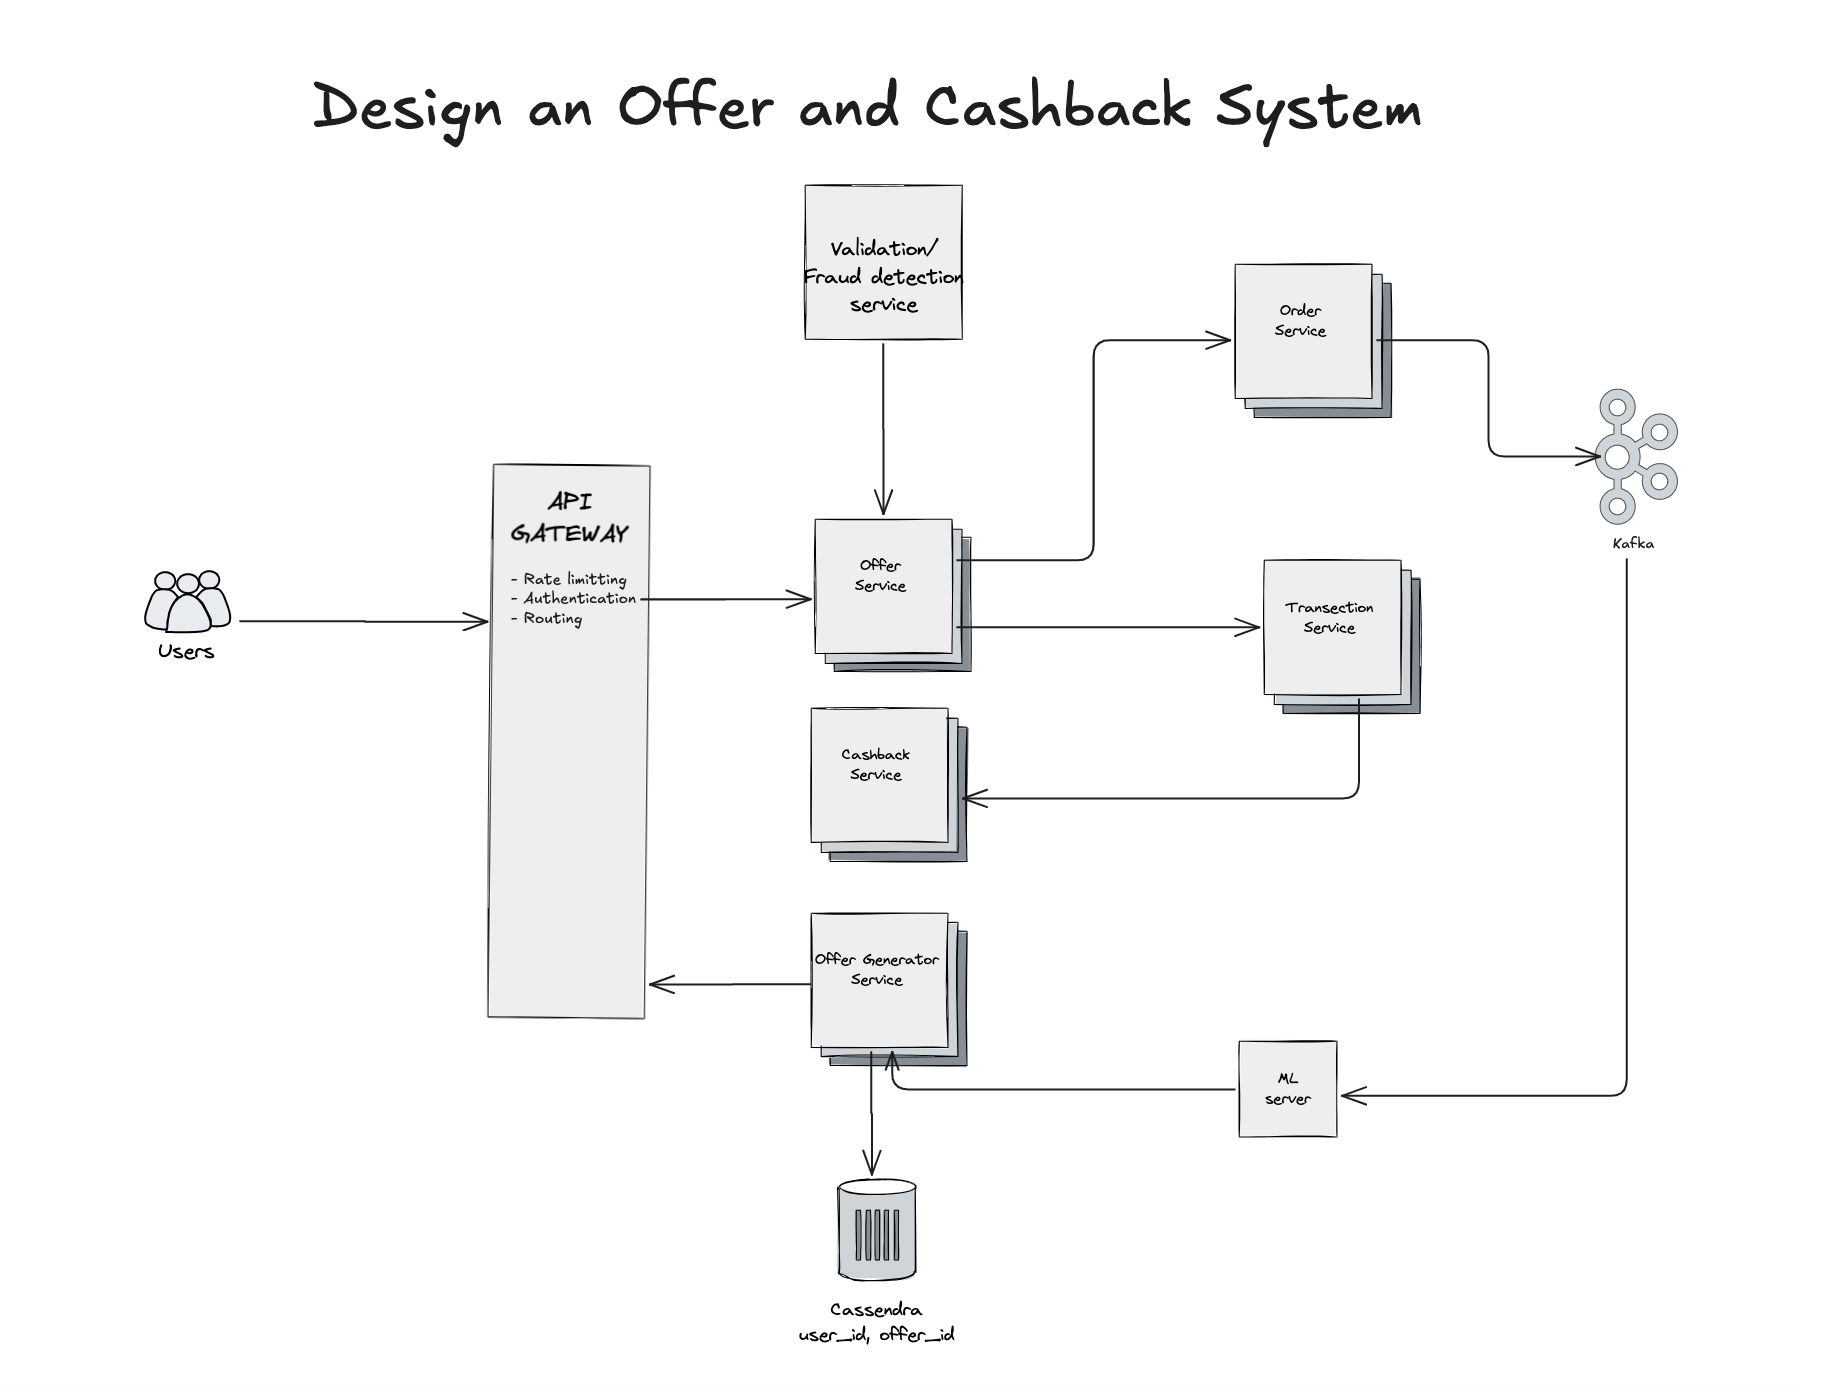 Design an Offer and Cashback System
Validation/
Fraud detection
service
Order
Service
API
GATEWAY
- Rate limitting
- Authentication
- Routing
Users
Offer
Service
Kafka
Transection
Service
Cashback
Service
Offer Generator
Service
ML
server
Cassendra
user_id, offer_id